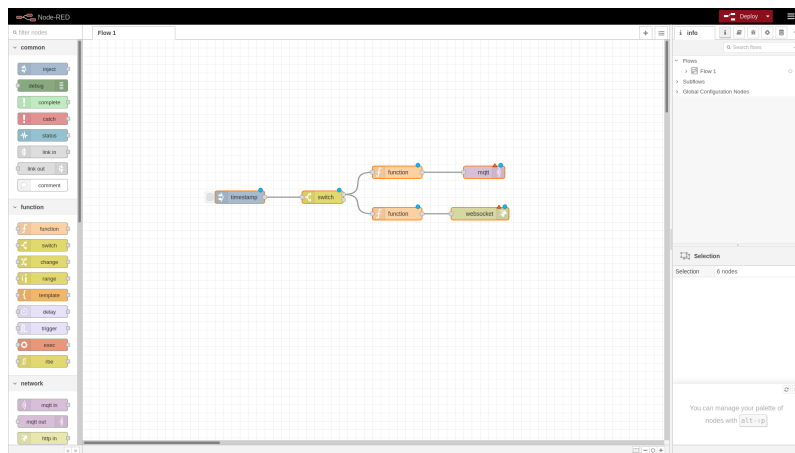 Node-RED
Deploy
filter nodes
Flow 1
info
i
Search flows
common
inject
debug
complete
catch
status
link in
link out
comment
function
function
switch
change
range
template
delay
trigger
exec
rbe
network
mqtt in
mqtt out
http in
timestamp
switch
function
mqtt
function
websocket
Flows
Flow 1
Subflows
Global Configuration Nodes
Selection
Selection 6 nodes
You can manage your palette of
nodes with alt-⇧p